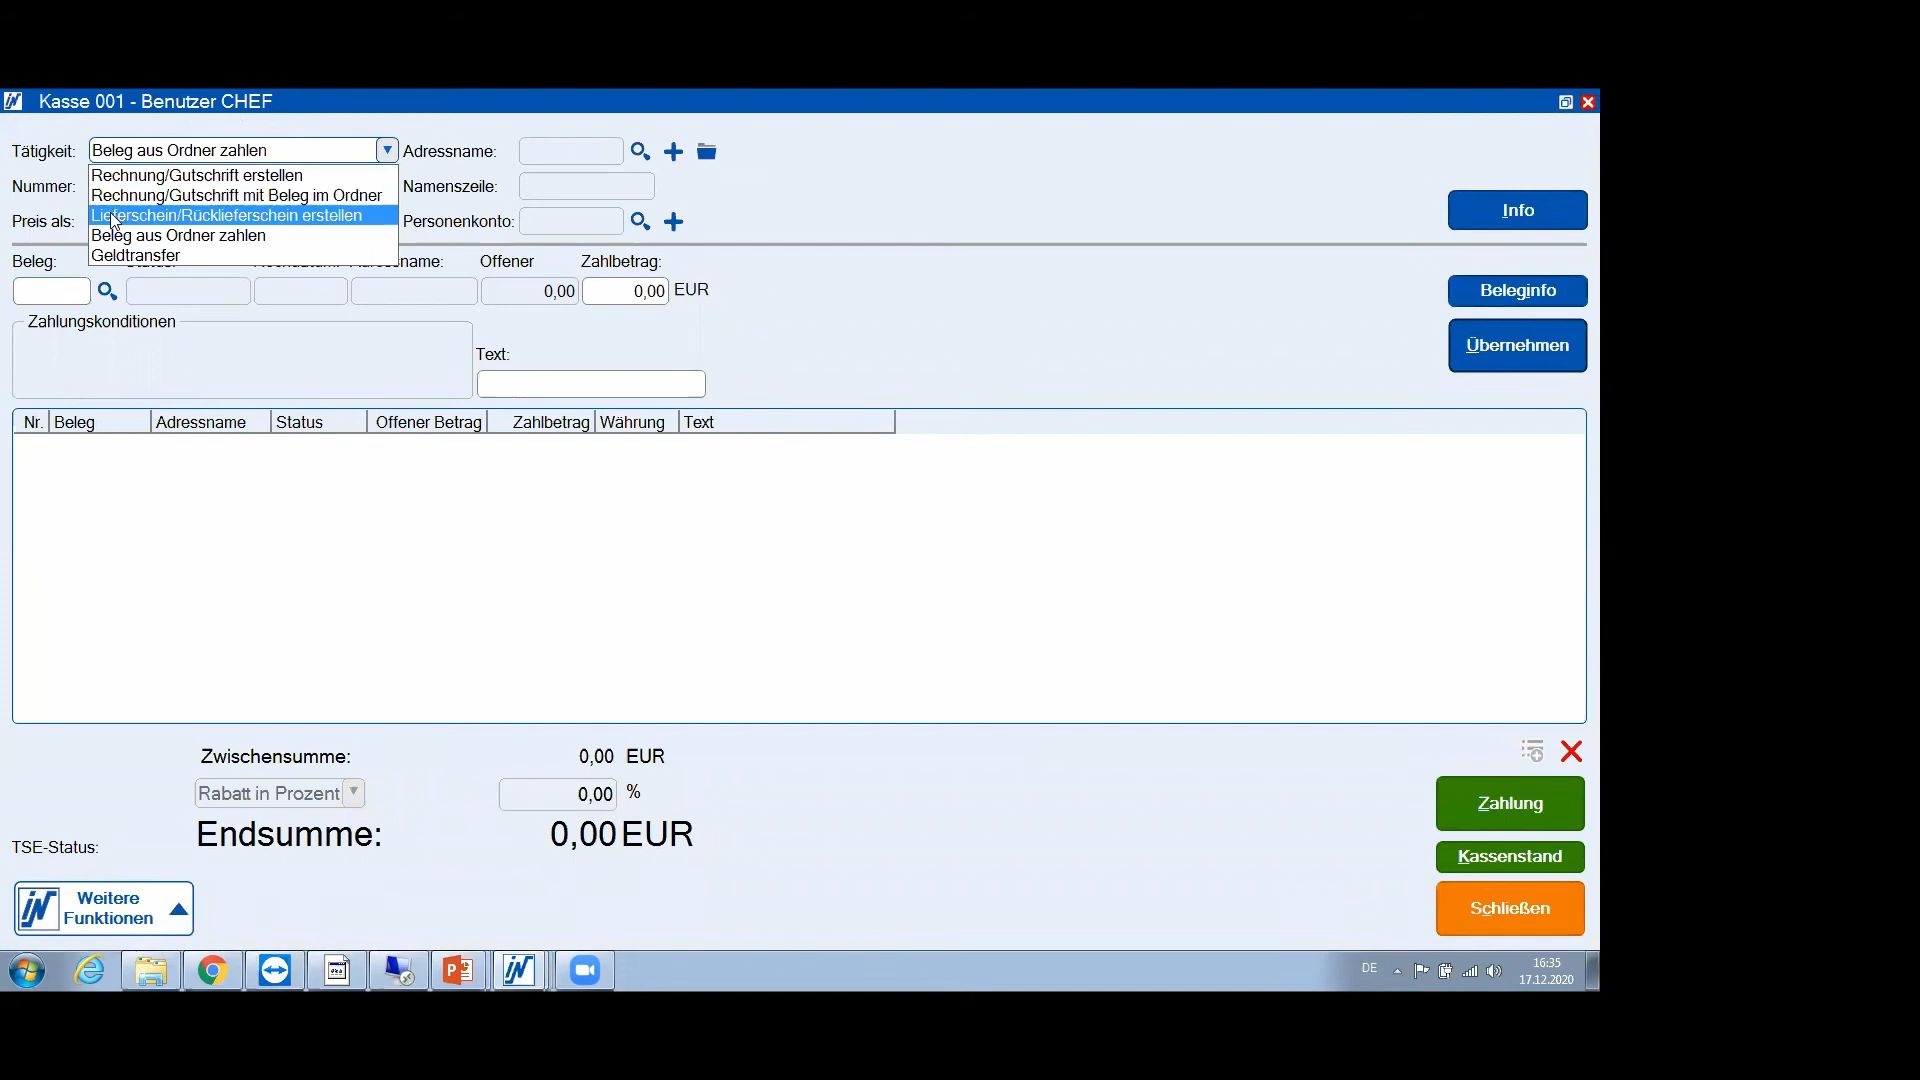 Kasse 001 - Benutzer CHEF
Tätigkeit: Beleg aus Ordner zahlen Adressname:
Rechnung/Gutschrift erstellen
Nummer: Rechnung/Gutschrift mit Beleg im Ordner Namenszeile:
Lieferschein/Rücklieferschein erstellen
Preis als: Personenkonto:
Info
Beleg aus Ordner zahlen
Geldtransfer
Beleg: Offener Zahlbetrag:
0,00 0,00 EUR
Beleginfo
Zahlungskonditionen
Text:
Übernehmen
Nr. Beleg Adressname Status Offener Betrag Zahlbetrag Währung Text
Zwischensumme: 0,00 EUR
Rabatt in Prozent 0,00 %
Endsumme: 0,00 EUR
TSE-Status:
Zahlung
Kassenstand
Schließen
Weitere
Funktionen
DE
16:35
17.12.2020